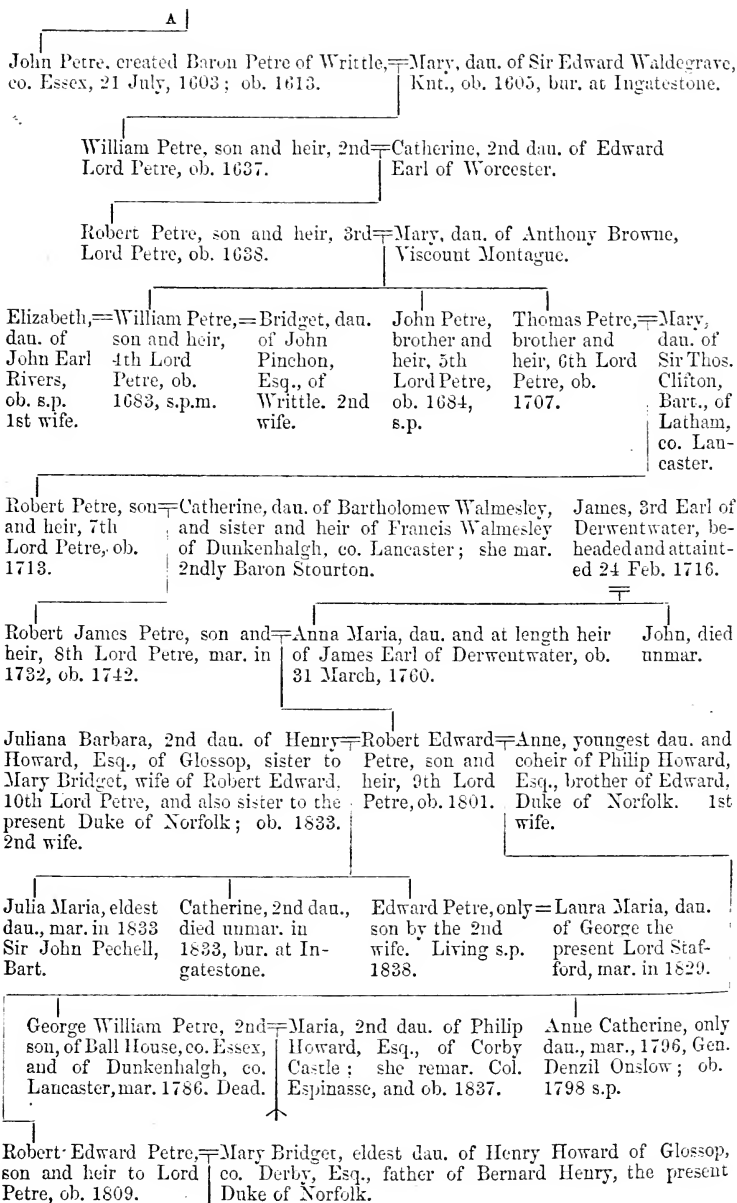 A
John Petre, created Baron Petre of Writtle,
co. Essex, 21 July, 1603; ob. 1613.
Mary, dau. of Sir Edward Waldegrave,
Knt., ob. 1605, bur. at Ingatestone.
William Petre, son and heir, 2nd
Lord Petre, ob. 1637.
Catherine, 2nd dau. of Edward
Earl of Worcester.
Robert Petre, son and heir, 3rd
Lord Petre, ob. 1638.
Mary, dau. of Anthony Browne,
Viscount Montague.
Elizabeth,
dau. of
John Earl
Rivers,
ob. s.p.
1st wife.
William Petre,
son and heir,
4th Lord
Petre, ob.
1683, s.p.m.
Bridget, dau.
of John
Pinchon,
Esq., of
Writtle. 2nd
wife.
John Petre,
brother and
heir, 5th
Lord Petre,
ob. 1684,
s.p.
Thomas Petre,
brother and
heir, 6th Lord
Petre, ob.
1707.
Mary,
dau. of
Sir Thos.
Clifton,
Bart., of
Latham,
co. Lan-
caster.
Robert Petre, son
and heir, 7th
Lord Petre, ob.
1713.
Catherine, dau. of Bartholomew Walmesley,
and sister and heir of Francis Walmesley
of Dunkenhalgh, co. Lancaster; she mar.
2ndly Baron Stourton.
James, 3rd Earl of
Derwentwater, be-
headed and attaint-
ed 24 Feb. 1716.
Robert James Petre, son and
heir, 8th Lord Petre, mar. in
1732, ob. 1742.
Anna Maria, dau. and at length heir
of James Earl of Derwentwater, ob.
31 March, 1760.
John, died
unmar.
Juliana Barbara, 2nd dau. of Henry
Howard, Esq., of Glossop, sister to
Mary Bridget, wife of Robert Edward,
10th Lord Petre, and also sister to the
present Duke of Norfolk; ob. 1833.
2nd wife.
Robert Edward
Petre, son and
heir, 9th Lord
Petre, ob. 1801.
Anne, youngest dau. and
coheir of Philip Howard,
Esq., brother of Edward,
Duke of Norfolk. 1st
wife.
Julia Maria, eldest
dau., mar. in 1833
Sir John Pechell,
Bart.
Catherine, 2nd dau.,
died unmar. in
1833, bur. at In-
gatestone.
Edward Petre, only
son by the 2nd
wife. Living s.p.
1838.
Laura Maria, dau.
of George the
present Lord Staf-
ford, mar. in 1829.
George William Petre, 2nd
son, of Ball House, co. Essex,
and of Dunkenhalgh, co.
Lancaster, mar. 1786. Dead.
Maria, 2nd dau. of Philip
Howard, Esq., of Corby
Castle; she remar. Col.
Espinasse, and ob. 1837.
Anne Catherine, only
dau., mar., 1796, Gen.
Denzil Onslow; ob.
1798 s.p.
Robert Edward Petre,
son and heir to Lord
Petre, ob. 1809.
Mary Bridget, eldest dau. of Henry Howard of Glossop,
co. Derby, Esq., father of Bernard Henry, the present
Duke of Norfolk.